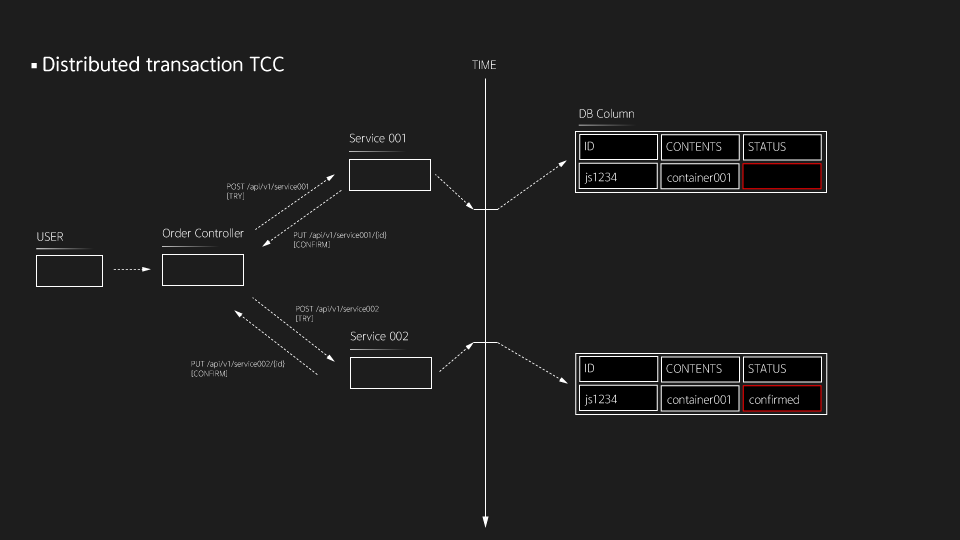 Distributed transaction TCC
TIME
DB Column
ID CONTENTS STATUS
js1234 container001
Service 001
POST /api/v1/service001
[TRY]
PUT /api/v1/service001/{id}
[CONFIRM]
USER
Order Controller
POST /api/v1/service002
[TRY]
Service 002
PUT /api/v1/service002/{id}
[CONFIRM]
ID CONTENTS STATUS
js1234 container001 confirmed